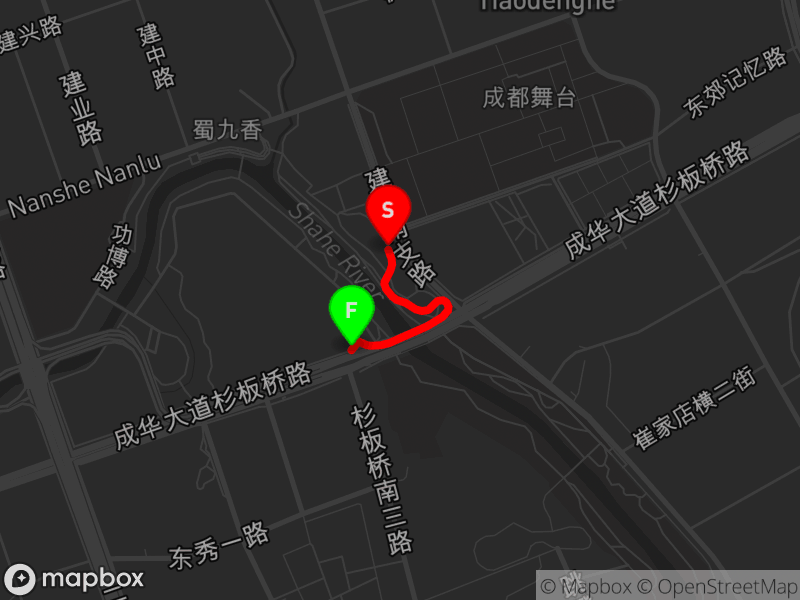 Taodenghe
建兴路
建中路
建业路
蜀九香
成都舞台
东郊记忆路
Nanshe Nanlu
建
S
南支路
成华大道杉板桥路
功博路
Shahe River
F
成华大道杉板桥路
杉板桥南三路
崔家店横二街
东秀一路
mapbox
© Mapbox © OpenStreetMap